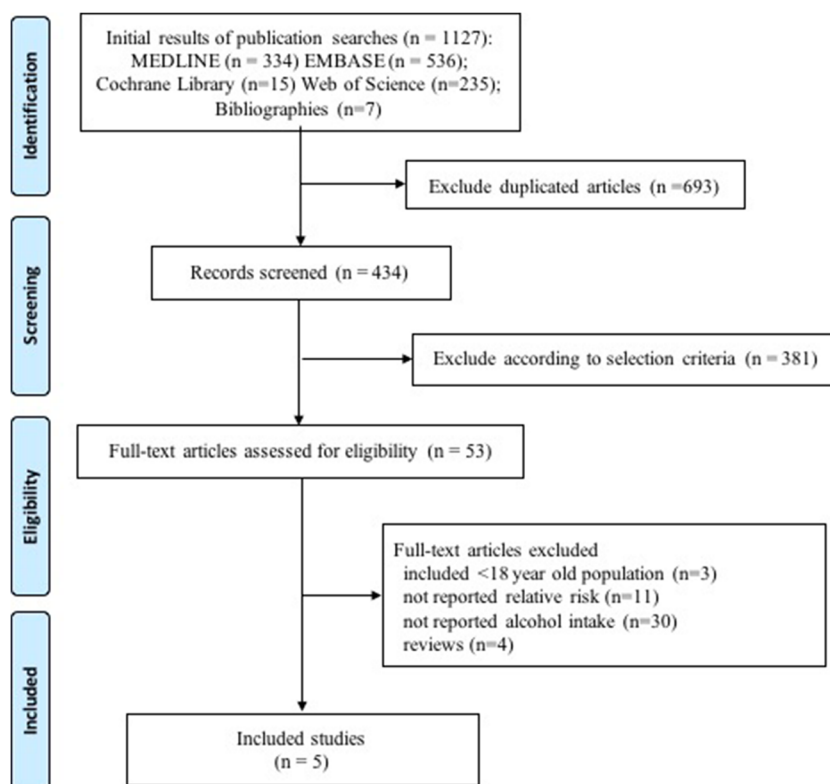 Identification
Initial results of publication searches (n = 1127):
MEDLINE (n = 334) EMBASE (n = 536);
Cochrane Library (n=15) Web of Science (n=235);
Bibliographies (n=7)
Exclude duplicated articles (n =693)
Screening
Records screened (n = 434)
Exclude according to selection criteria (n = 381)
Eligibility
Full-text articles assessed for eligibility (n = 53)
Full-text articles excluded
included <18 year old population (n=3)
not reported relative risk (n=11)
not reported alcohol intake (n=30)
reviews (n=4)
Included
Included studies
(n = 5)